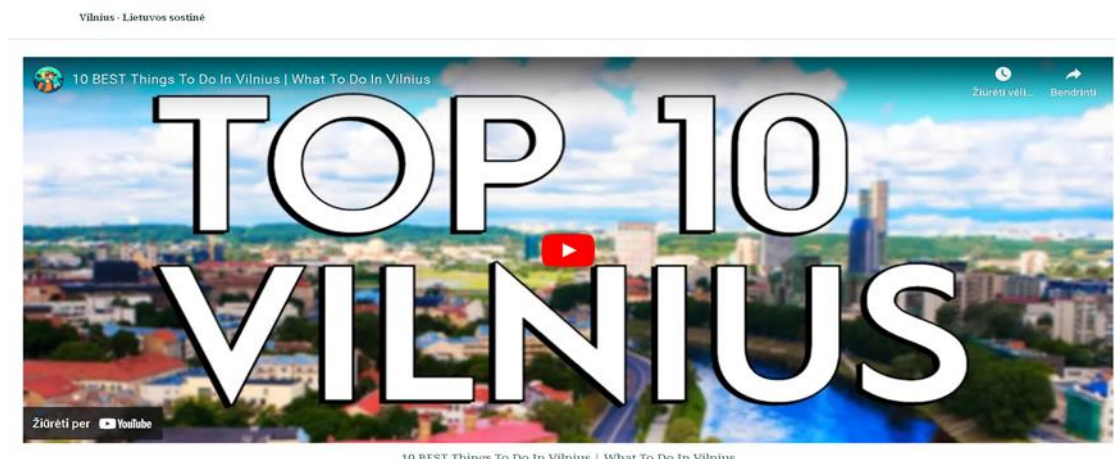 Vilnius - Lietuvos sostinė
10 BEST Things To Do In Vilnius | What To Do In Vilnius
Žiūrėti vėli...
Bendrinti
TOP 10
VILNIUS
Žiūrėti per YouTube
10 BEST Things To Do In Vilnius | What To Do In Vilnius